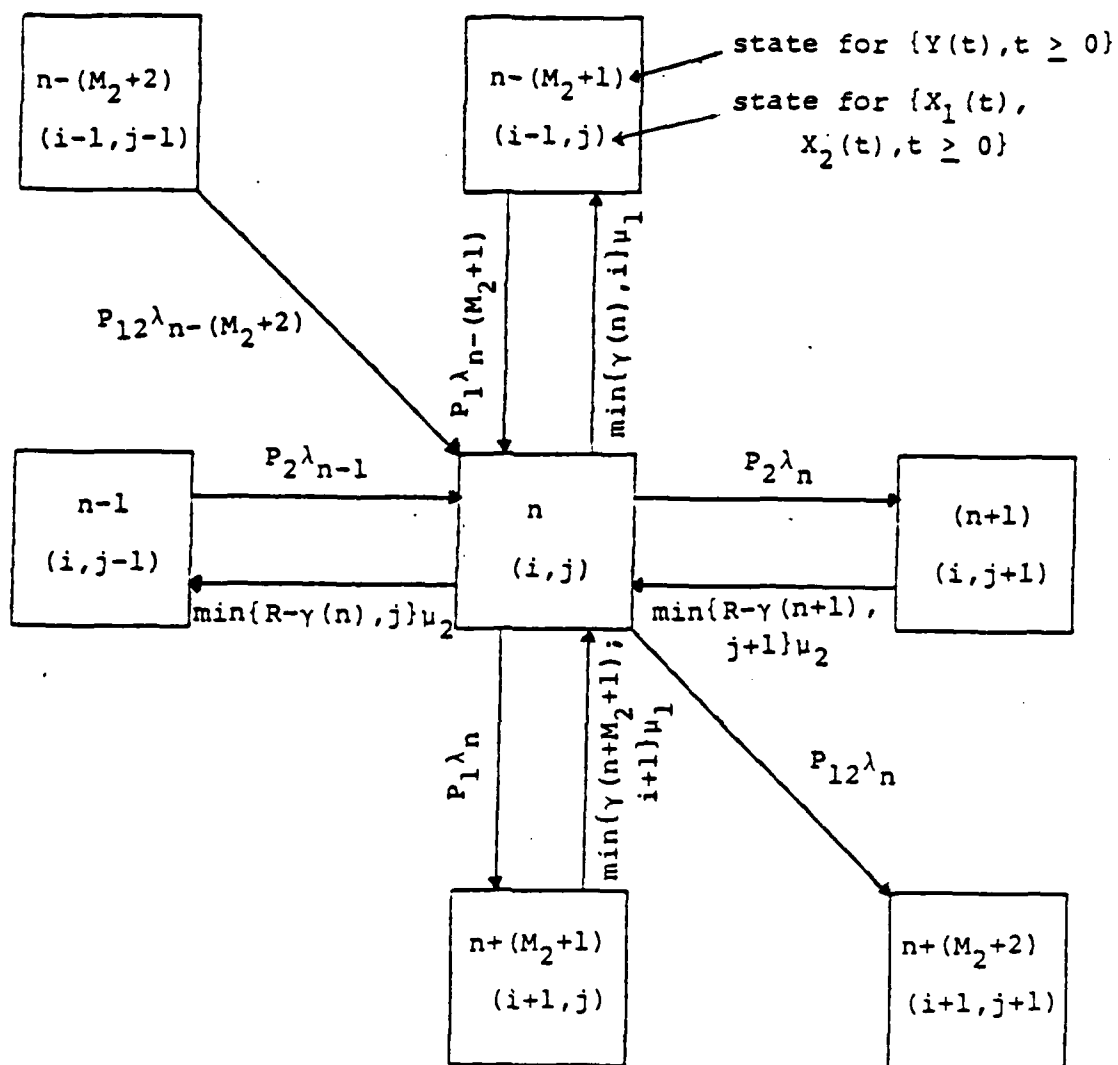 state for {Y(t),t ≥ 0}
n-(M₂+2)
n-(M₂+1)
state for {X₁(t),
(i-1,j-1)
(i-1,j)
X₂(t),t ≥ 0}
P₁₂λn-(M₂+2)
P₁λn-(M₂+1)
min{γ(n),i}μ₁
P₂λn-1
P₂λn
n-1
n
(n+1)
(i,j-1)
(i,j)
(i,j+1)
min{R-γ(n),j}μ₂
min{R-γ(n+1),
j+1}μ₂
P₁λn
min{γ(n+M₂+1);
i+1}μ₁
P₁₂λn
n+(M₂+1)
n+(M₂+2)
(i+1,j)
(i+1,j+1)